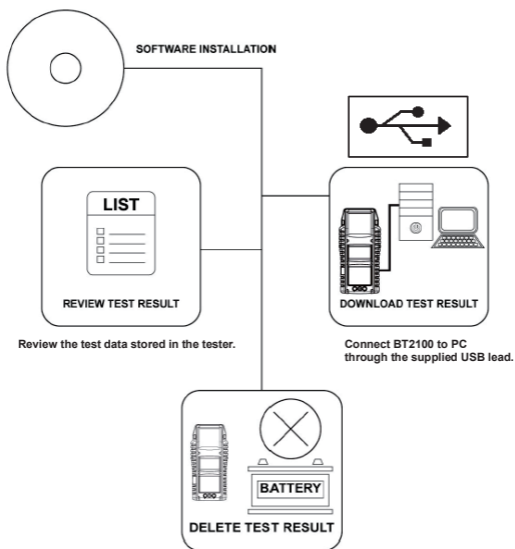 SOFTWARE INSTALLATION
LIST
REVIEW TEST RESULT
Review the test data stored in the tester.
DOWNLOAD TEST RESULT
Connect BT2100 to PC
through the supplied USB lead.
BATTERY
DELETE TEST RESULT